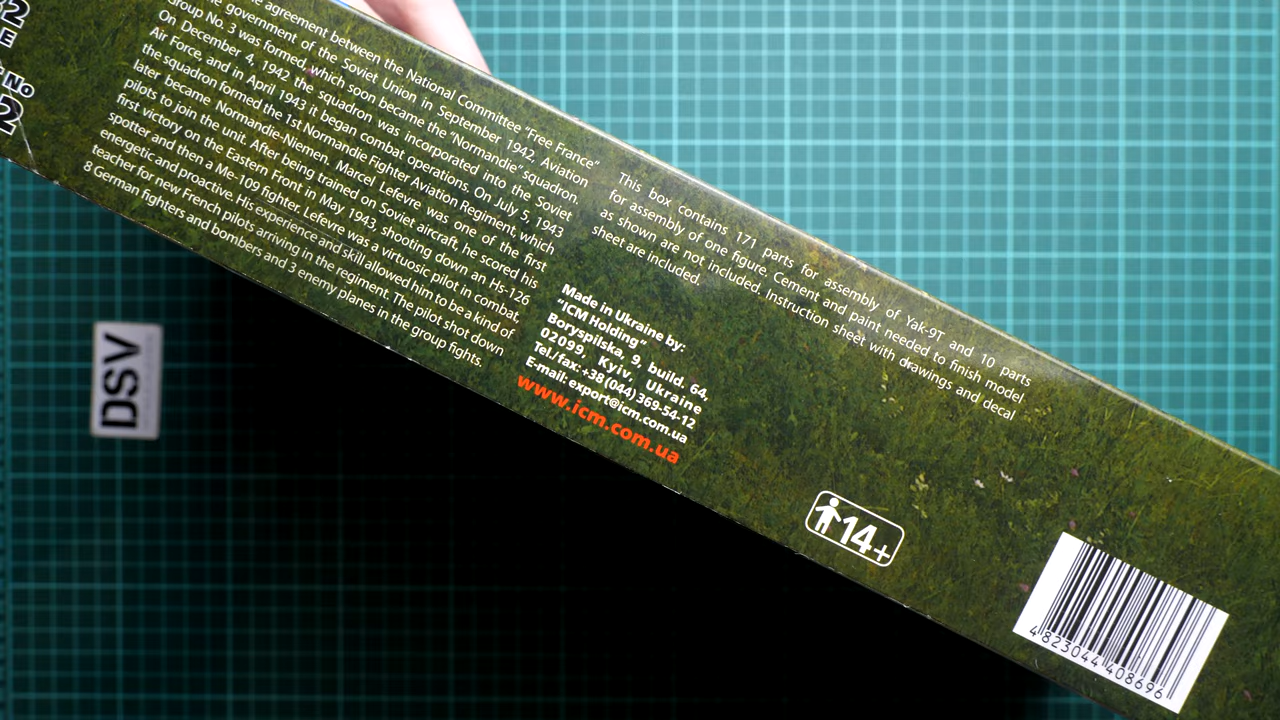 agreement between the National Committee "Free France"
government of the Soviet Union in September 1942. Aviation
Group No. 3 was formed, which soon became the "Normandie" squadron.
On December 4, 1942 the squadron was incorporated into the Soviet
Air Force, and in April 1943 it began combat operations. On July 5, 1943
the squadron formed the 1st Normandie Fighter Aviation Regiment, which
later became Normandie-Niemen. Marcel Lefevre was one of the first
pilots to join the unit. After being trained on Soviet aircraft, he scored his
first victory on the Eastern Front in May 1943, shooting down an Hs-126
spotter and then a Me-109 fighter. Lefevre was a virtuosic pilot in combat,
energetic and proactive. His experience and skill allowed him to be a kind of
teacher for new French pilots arriving in the regiment. The pilot shot down
8 German fighters and bombers and 3 enemy planes in the group fights.
This box contains 171 parts for assembly of Yak-9T and 10 parts
for assembly of one figure. Cement and paint needed to finish model
as shown are not included. Instruction sheet with drawings and decal
sheet are included.
Made in Ukraine by:
"ICM Holding"
Boryspilska, 9, build. 64,
02099, Kyiv, Ukraine
Tel./fax: +38 (044) 369-54-12
E-mail: export@icm.com.ua
www.icm.com.ua
14+
4 823044 408696
DSV
No
2